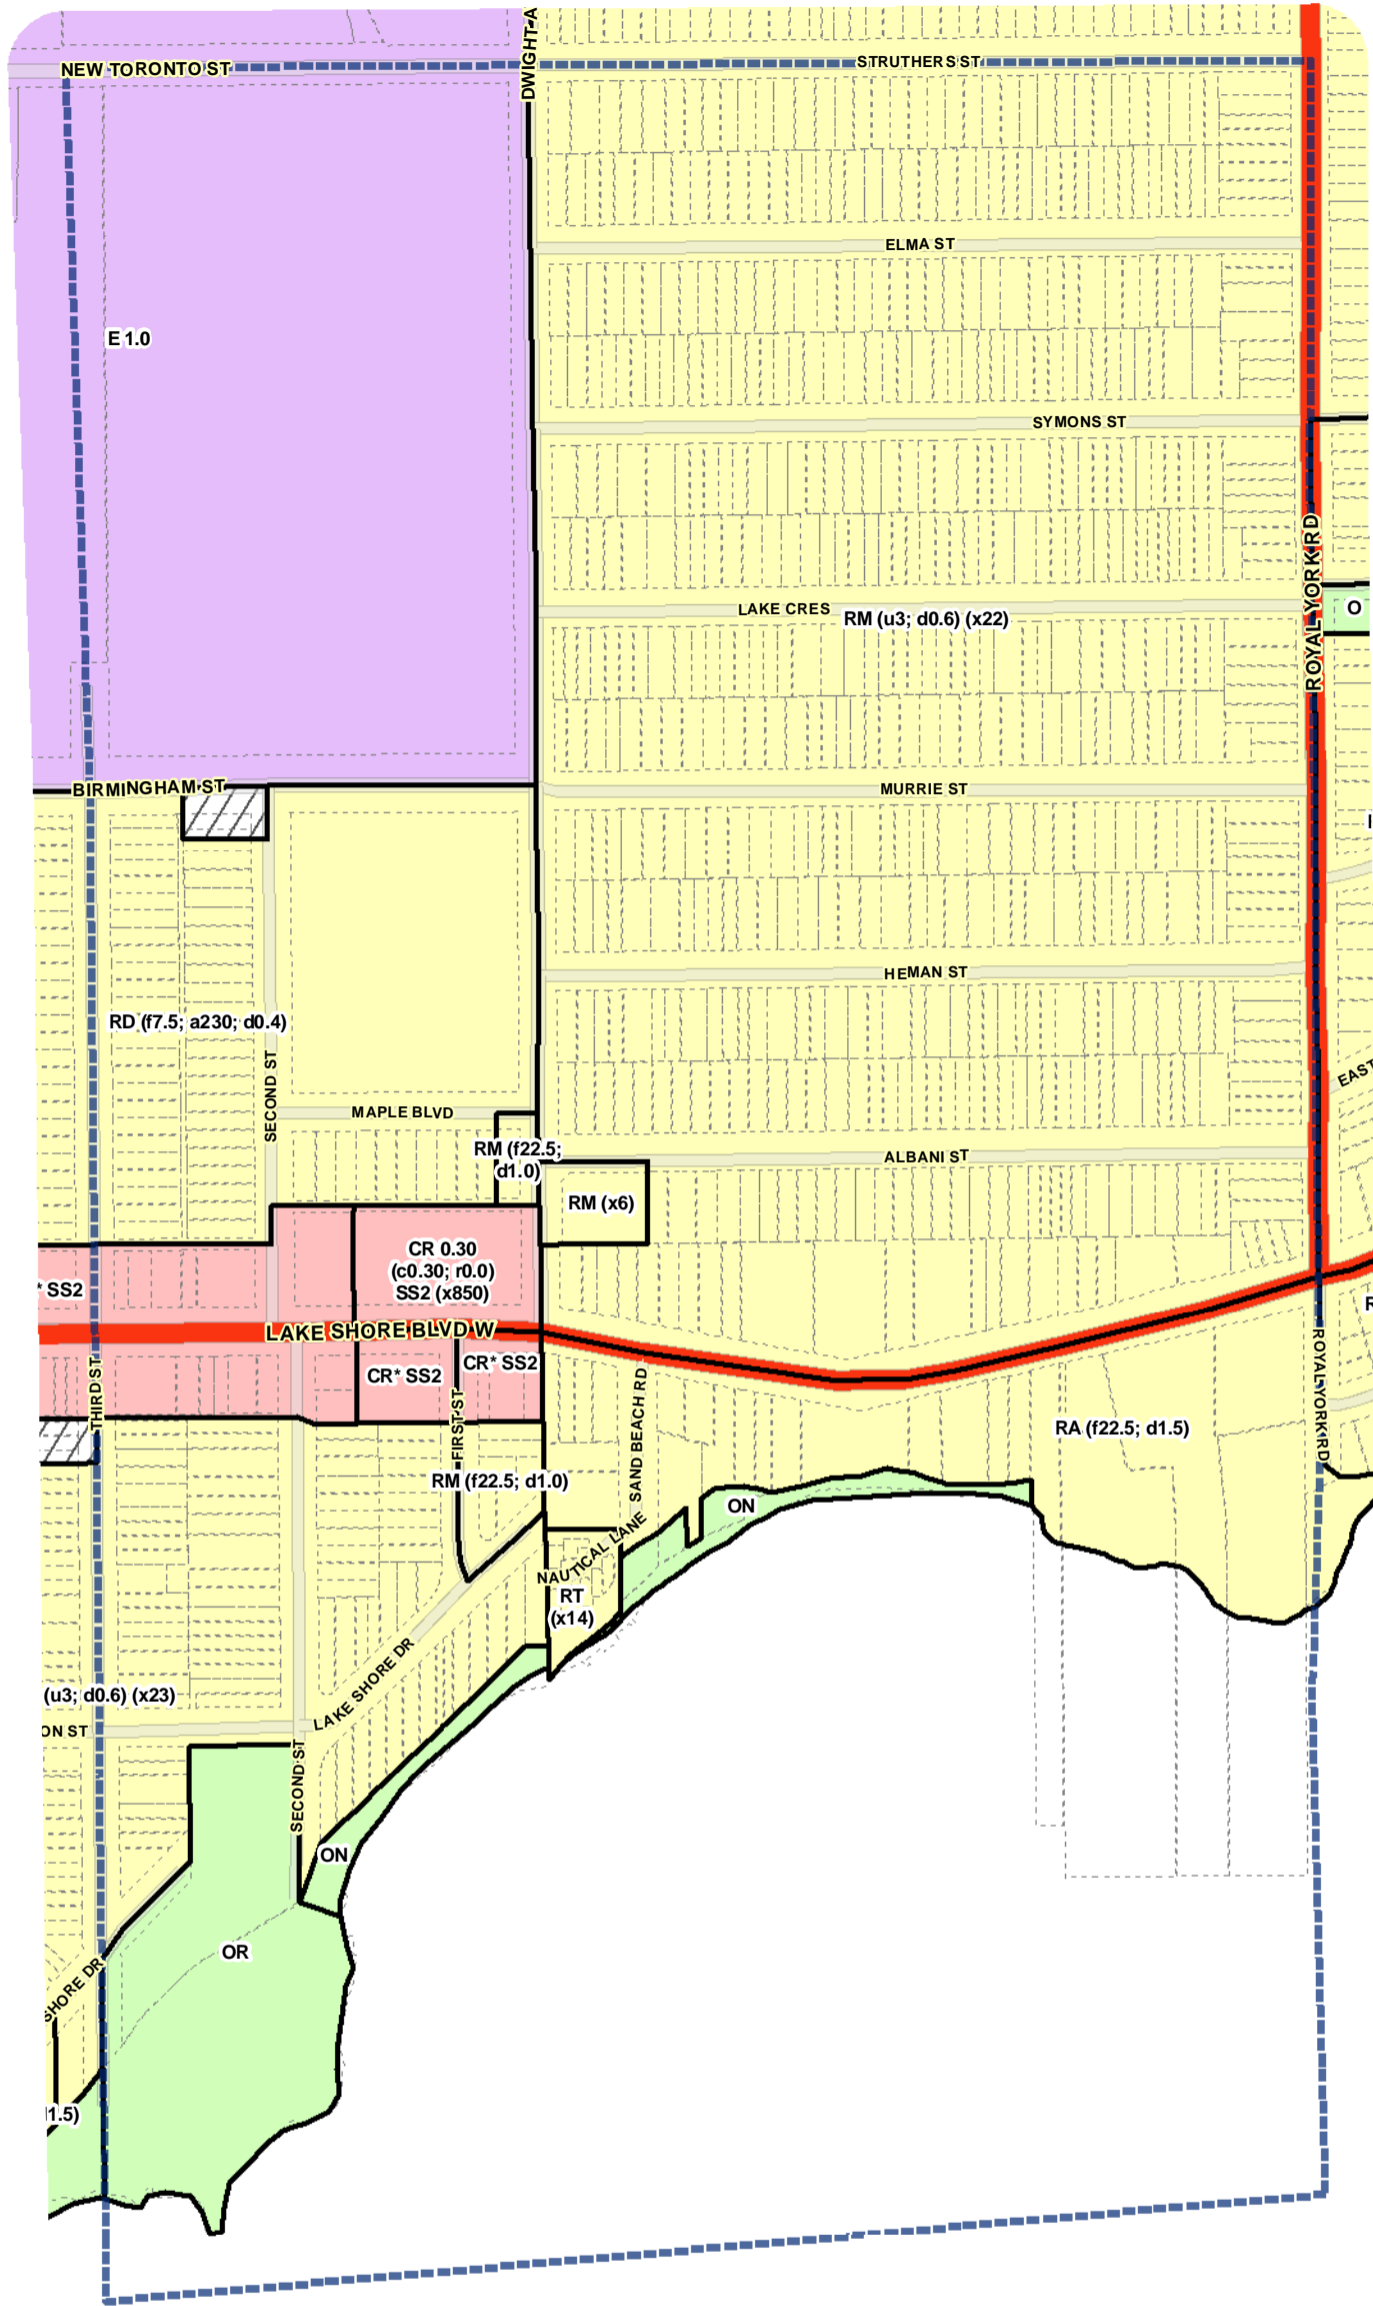 DWIGHT A
NEW TORONTO ST
STRUTHERS ST
ELMA ST
E 1.0
SYMONS ST
ROYAL YORK RD
LAKE CRES
O
RM (u3; d0.6) (x22)
BIRMINGHAM ST
MURRIE ST
HEMAN ST
RD (f7.5; a230; d0.4)
SECOND ST
EAST
MAPLE BLVD
RM (f22.5;
d1.0)
ALBANI ST
RM (x6)
CR 0.30
(c0.30; r0.0)
SS2 (x850)
* SS2
R
LAKE SHORE BLVD W
CR* SS2
CR* SS2
THIRD ST
FIRST ST
SAND BEACH RD
ROYAL YORK RD
RA (f22.5; d1.5)
RM (f22.5; d1.0)
ON
NAUTICAL LANE
RT
(x14)
LAKE SHORE DR
(u3; d0.6) (x23)
ON ST
SECOND ST
ON
OR
SHORE DR
1.5)